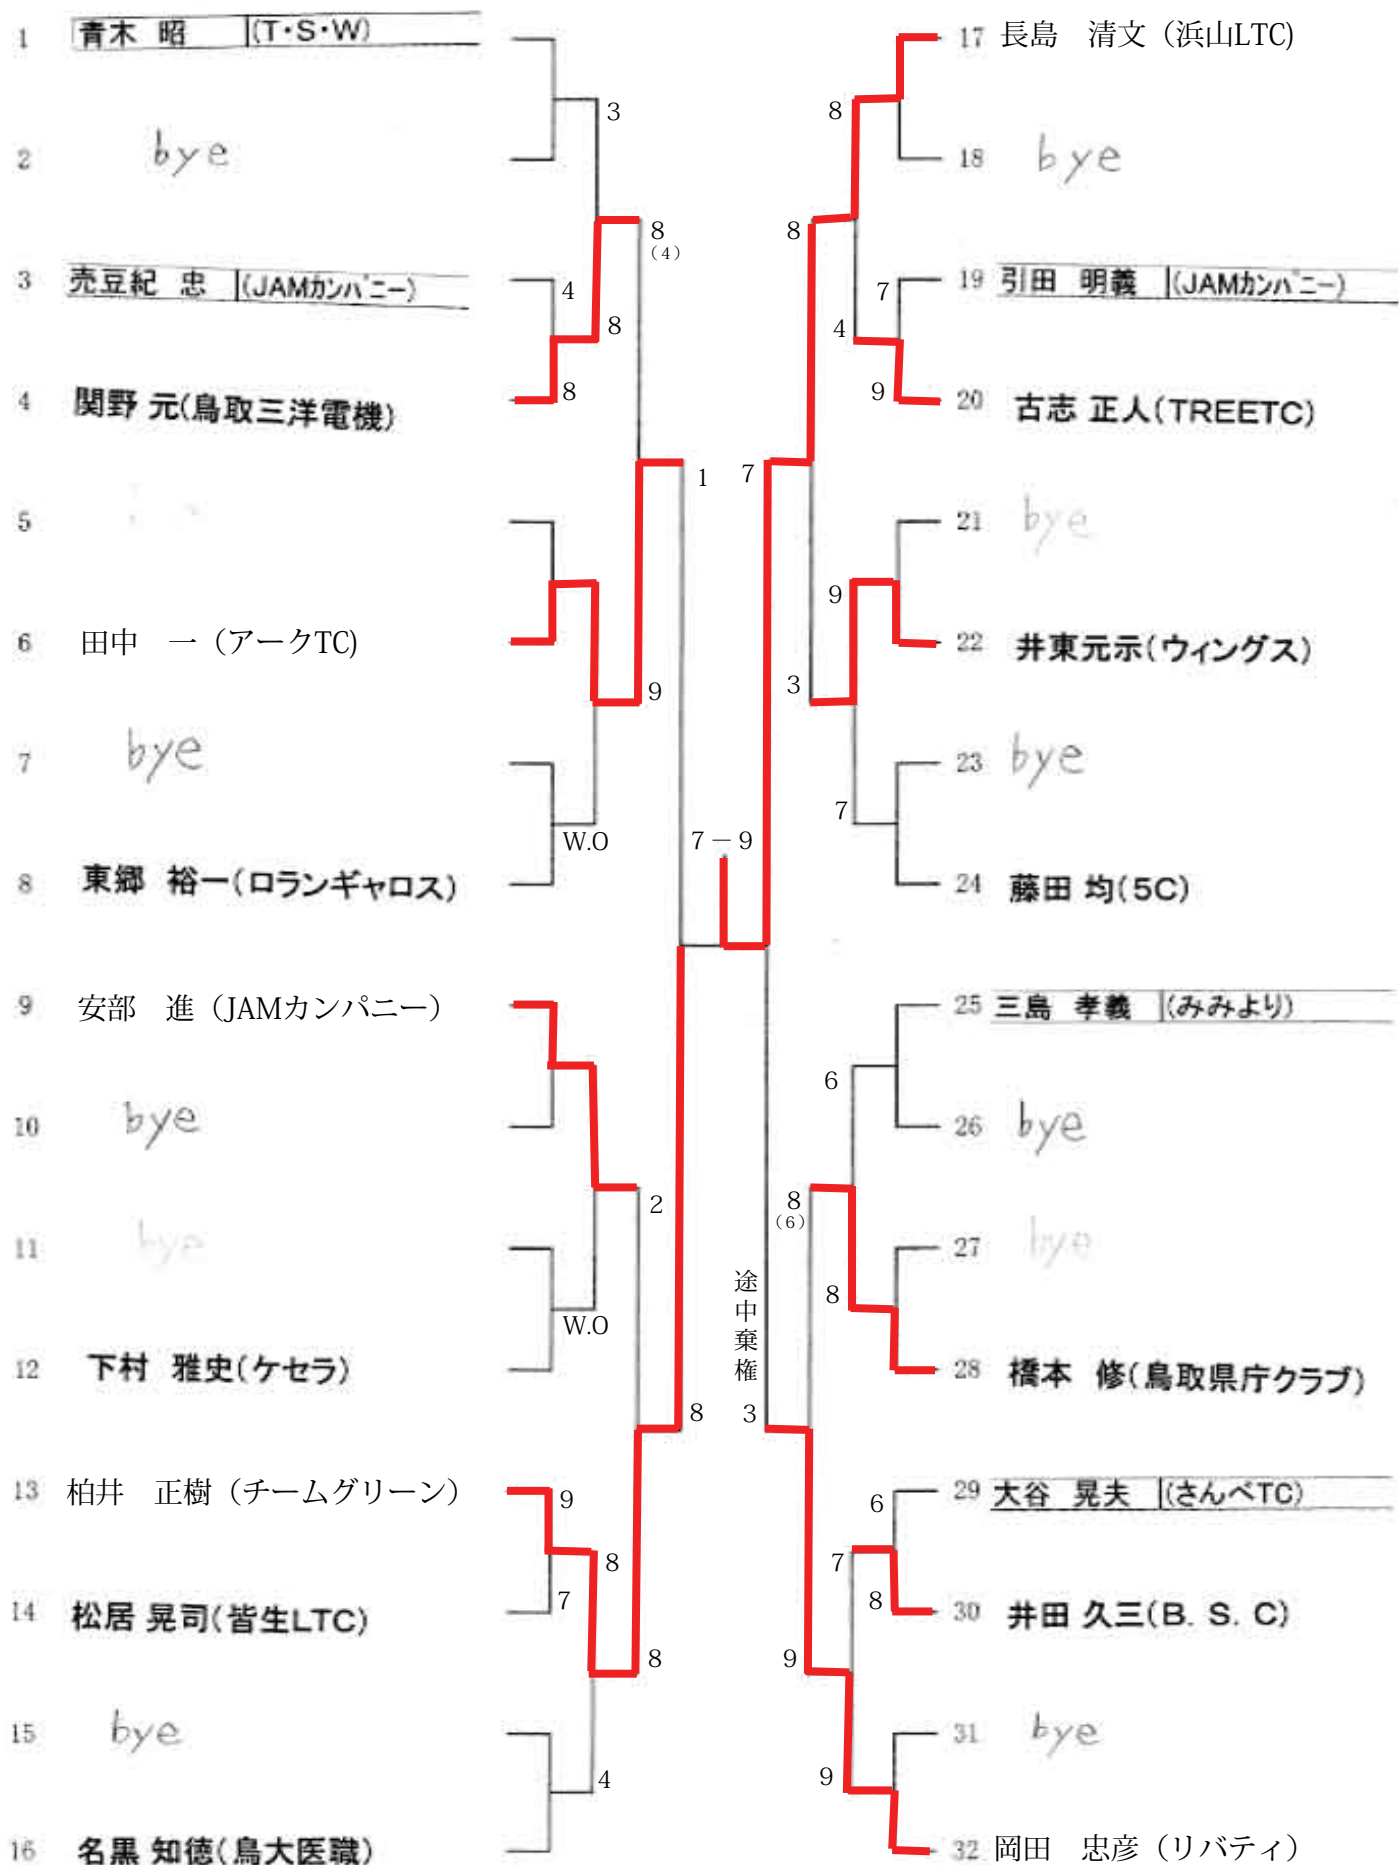 1 青木 昭 (T・S・W)
3
2 bye
8
(4)
3 売豆紀 忠 (JAMカンパニー)
4
8
4 関野 元(鳥取三洋電機)
8
1
5
6 田中 一（アークTC)
9
7 bye
W.O
8 東郷 裕一(ロランギャロス)
7－9
9 安部 進（JAMカンパニー）
10 bye
2
11 bye
W.O
12 下村 雅史(ケセラ)
8
13 柏井 正樹（チームグリーン）
9
8
7
14 松居 晃司(皆生LTC)
8
15 bye
4
16 名黒 知徳(鳥大医職)
17 長島 清文（浜山LTC)
8
18 bye
8
19 引田 明義 (JAMカンパニー)
7
4
9
20 古志 正人(TREETC)
7
21 bye
9
22 井東元示(ウィングス)
3
23 bye
7
24 藤田 均(5C)
25 三島 孝義 (みみより)
6
26 bye
8
(6)
27 bye
8
途中棄権
28 橋本 修(鳥取県庁クラブ)
3
29 大谷 晃夫 (さんべTC)
6
7
8
30 井田 久三(B. S. C)
9
31 bye
9
32 岡田 忠彦（リバティ）